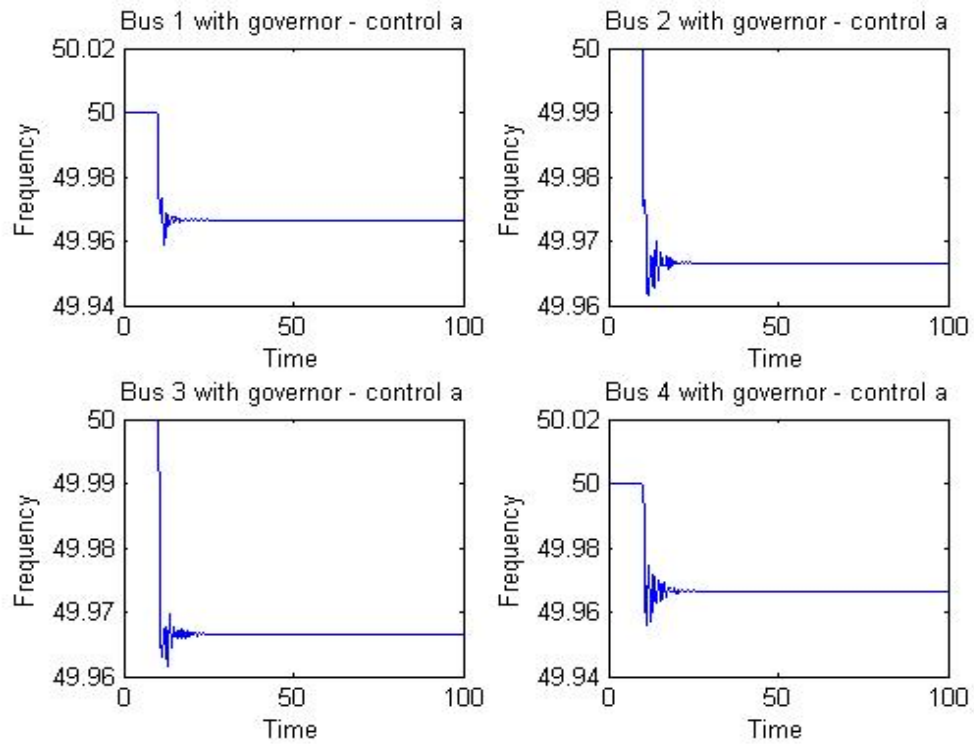 Bus 1 with governor - control a
50.02
50
49.98
49.96
49.94
Frequency
0
50
100
Time
Bus 2 with governor - control a
50
49.99
49.98
49.97
49.96
Frequency
0
50
100
Time
Bus 3 with governor - control a
50
49.99
49.98
49.97
49.96
Frequency
0
50
100
Time
Bus 4 with governor - control a
50.02
50
49.98
49.96
49.94
Frequency
0
50
100
Time